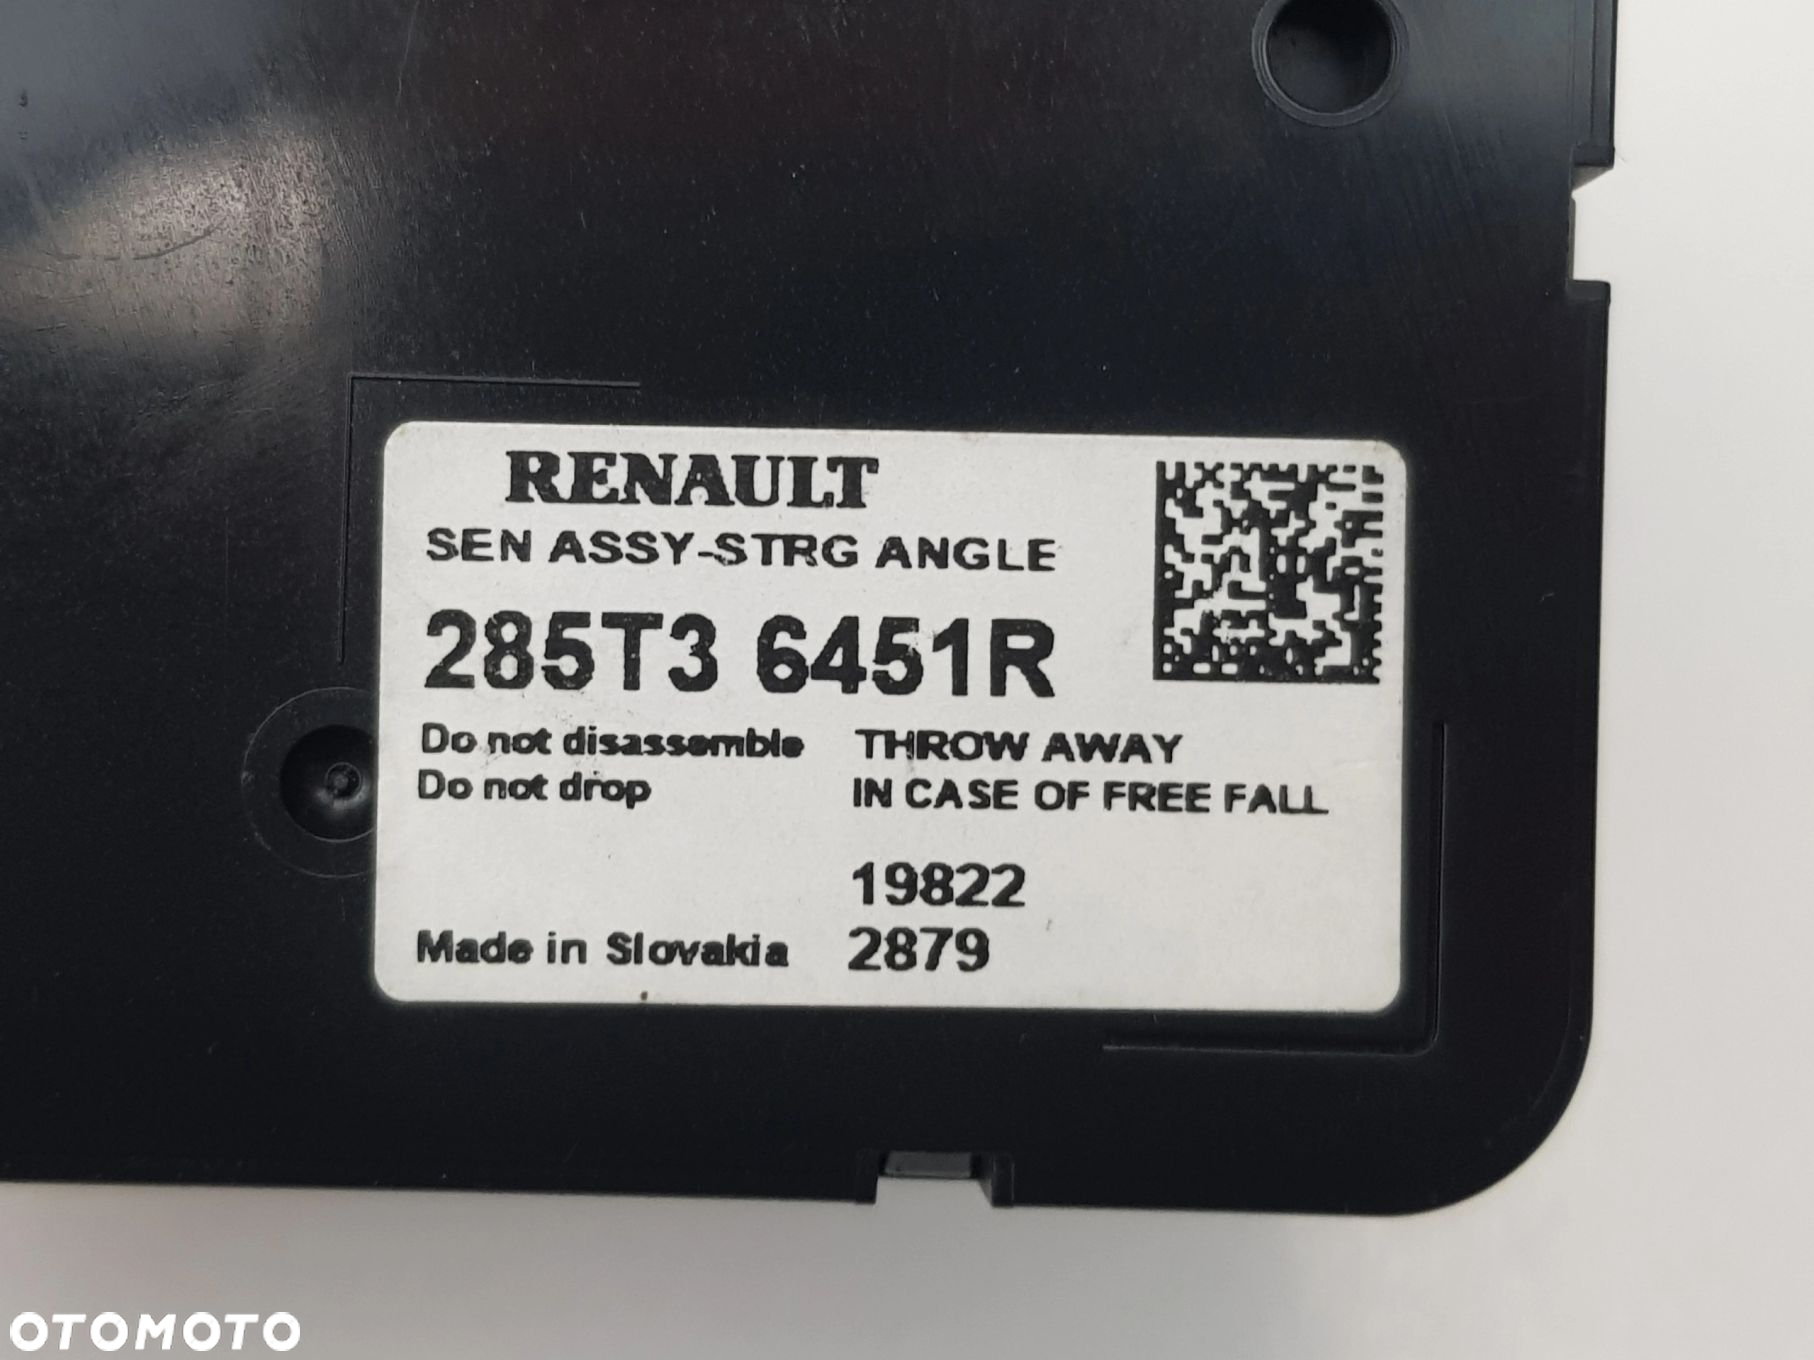 RENAULT
SEN ASSY-STRG ANGLE
285T3 6451R
Do not disassemble THROW AWAY
Do not drop IN CASE OF FREE FALL
19822
Made in Slovakia 2879
OTOMOTO